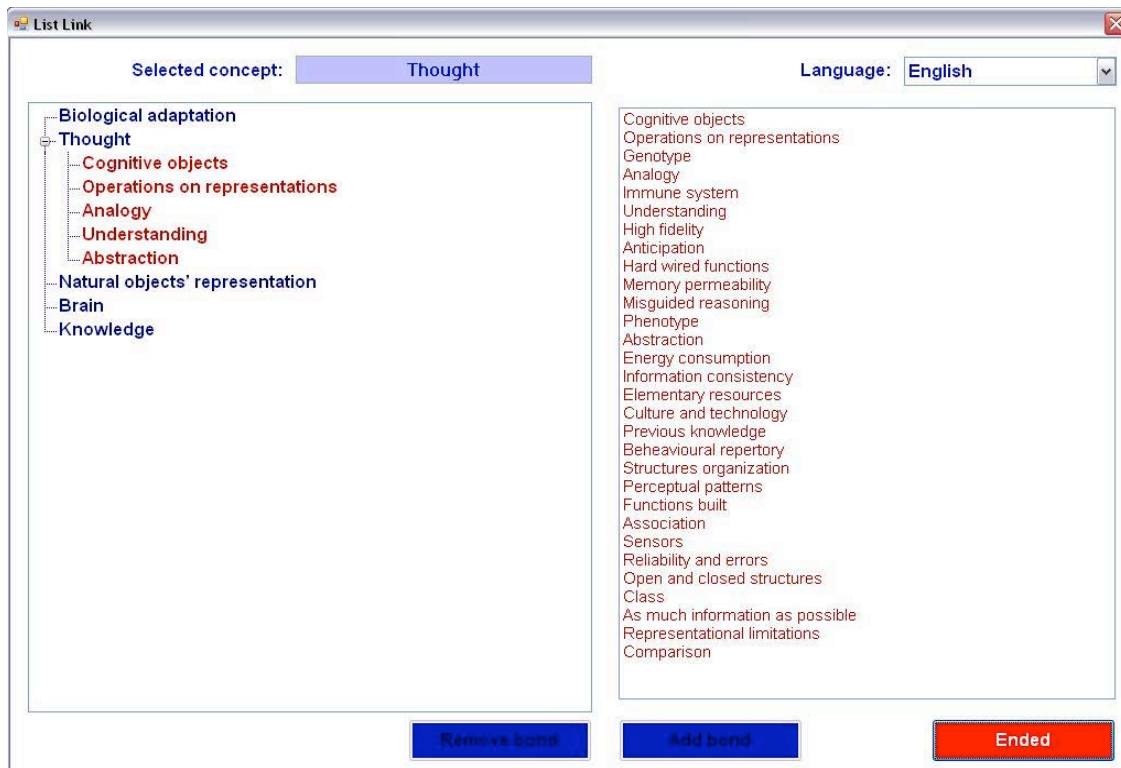 List Link
Selected concept: Thought
Language: English
Biological adaptation
Thought
Cognitive objects
Operations on representations
Analogy
Understanding
Abstraction
Natural objects' representation
Brain
Knowledge
Cognitive objects
Operations on representations
Genotype
Analogy
Immune system
Understanding
High fidelity
Anticipation
Hard wired functions
Memory permeability
Misguided reasoning
Phenotype
Abstraction
Energy consumption
Information consistency
Elementary resources
Culture and technology
Previous knowledge
Beheavioural repertory
Structures organization
Perceptual patterns
Functions built
Association
Sensors
Reliability and errors
Open and closed structures
Class
As much information as possible
Representational limitations
Comparison
Remove bond
Add bond
Ended